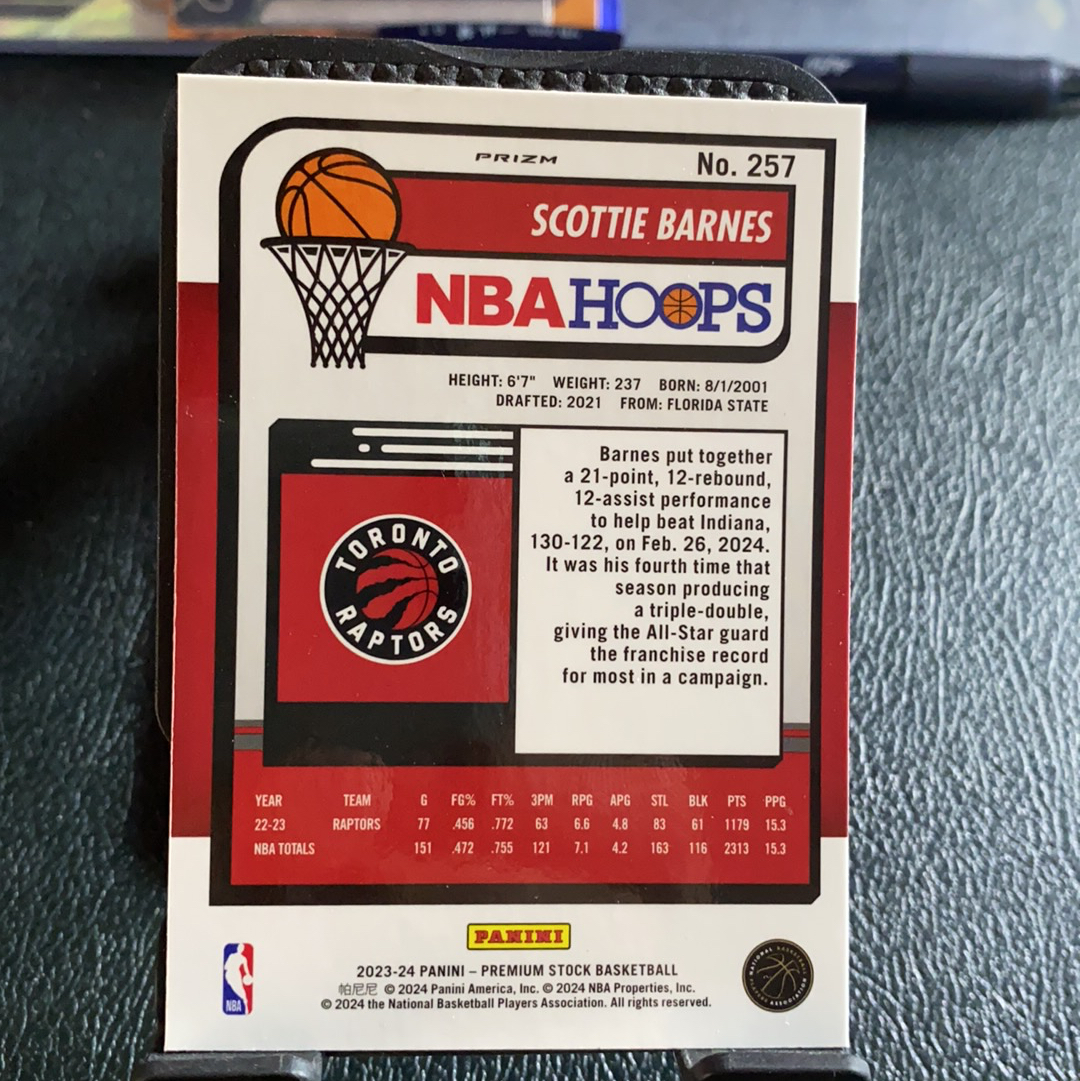 PRIZM
No. 257
SCOTTIE BARNES
NBA HOOPS
HEIGHT: 6'7" WEIGHT: 237 BORN: 8/1/2001
DRAFTED: 2021 FROM: FLORIDA STATE
Barnes put together
a 21-point, 12-rebound,
12-assist performance
to help beat Indiana,
130-122, on Feb. 26, 2024.
It was his fourth time that
season producing
a triple-double,
giving the All-Star guard
the franchise record
for most in a campaign.
TORONTO
RAPTORS
YEAR TEAM G FG% FT% 3PM RPG APG STL BLK PTS PPG
22-23 RAPTORS 77 .456 .772 63 6.6 4.8 83 61 1179 15.3
NBA TOTALS 151 .472 .755 121 7.1 4.2 163 116 2313 15.3
PANINI
2023-24 PANINI – PREMIUM STOCK BASKETBALL
帕尼尼 © 2024 Panini America, Inc. © 2024 NBA Properties, Inc.
© 2024 the National Basketball Players Association. All rights reserved.
NBA
NATIONAL BASKETBALL
PLAYERS ASSOCIATION